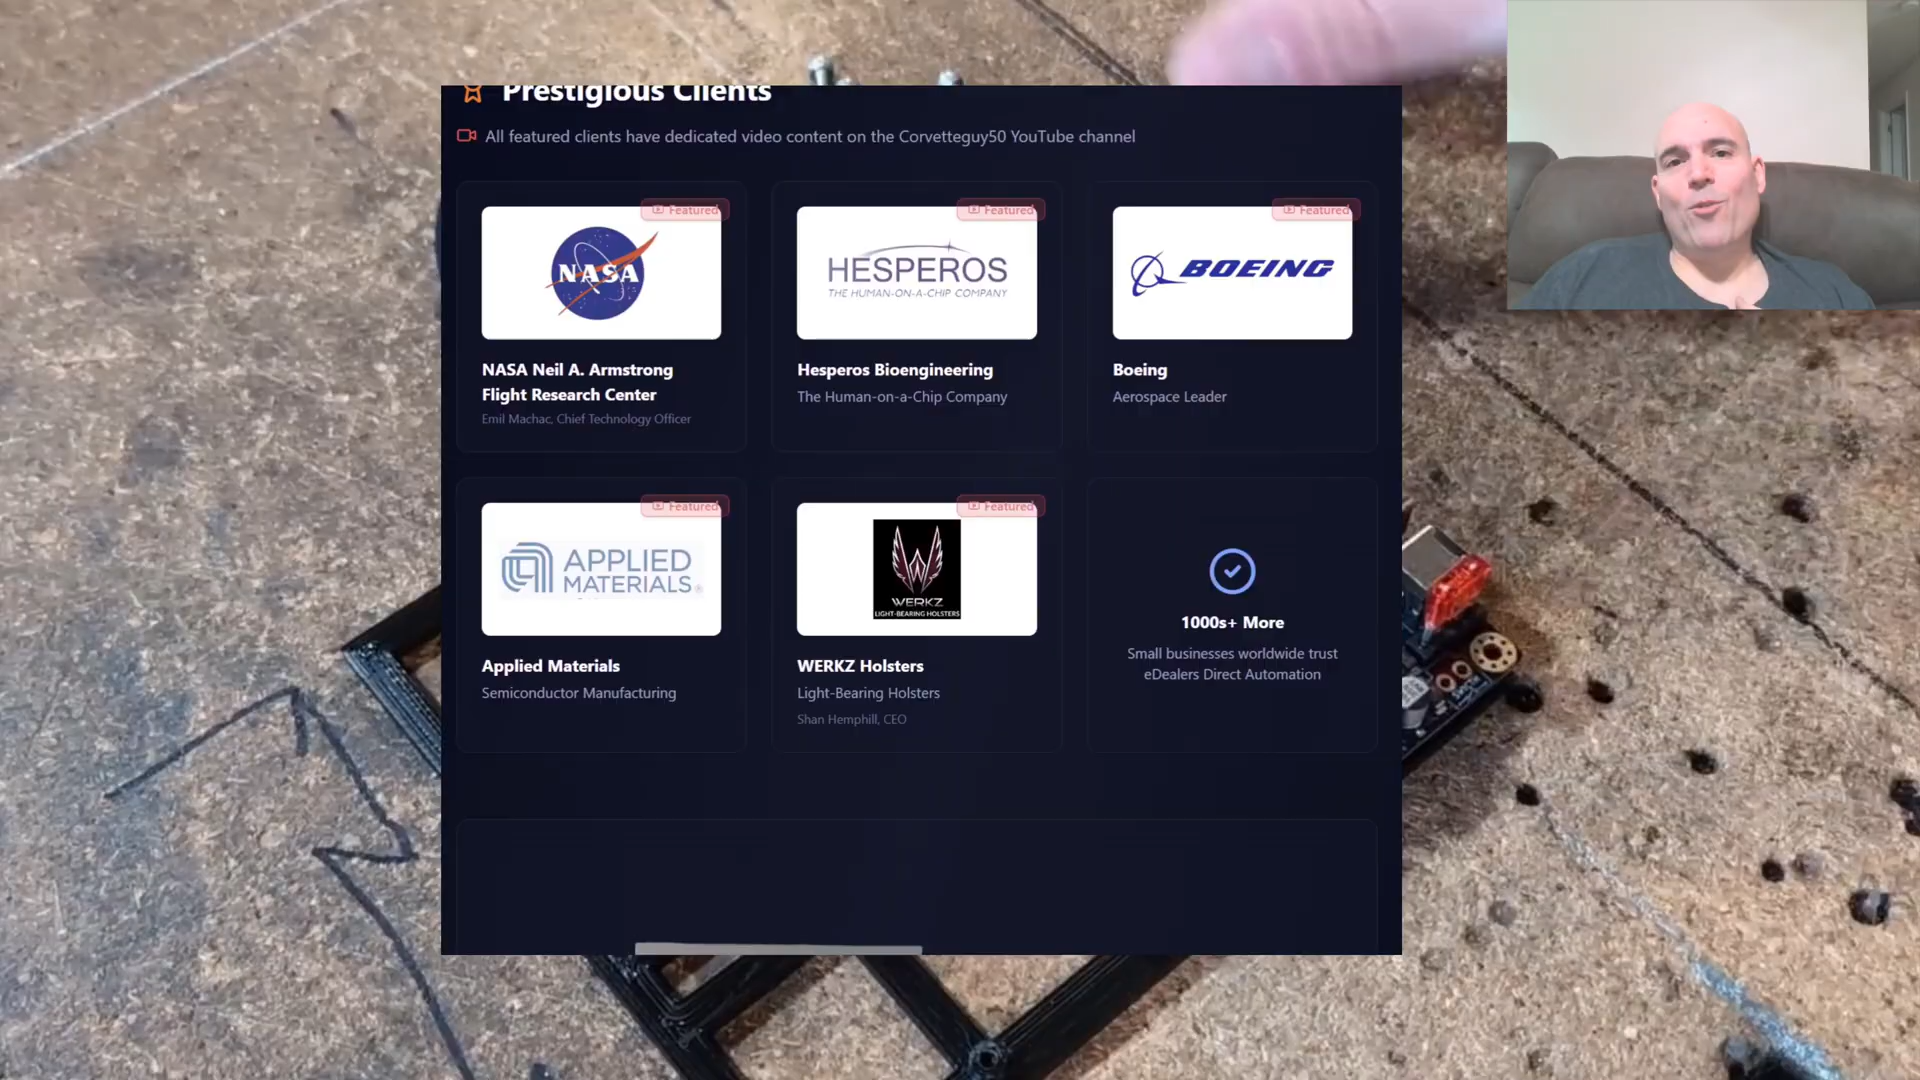 Prestigious Clients
All featured clients have dedicated video content on the Corvetteguy50 YouTube channel
Featured
NASA
NASA Neil A. Armstrong
Flight Research Center
Emil Machac, Chief Technology Officer
Featured
HESPEROS
THE HUMAN-ON-A-CHIP COMPANY
Hesperos Bioengineering
The Human-on-a-Chip Company
Featured
BOEING
Boeing
Aerospace Leader
Featured
APPLIED
MATERIALS®
Applied Materials
Semiconductor Manufacturing
Featured
WERKZ
LIGHT-BEARING HOLSTERS
WERKZ Holsters
Light-Bearing Holsters
Shan Hemphill, CEO
1000s+ More
Small businesses worldwide trust
eDealers Direct Automation